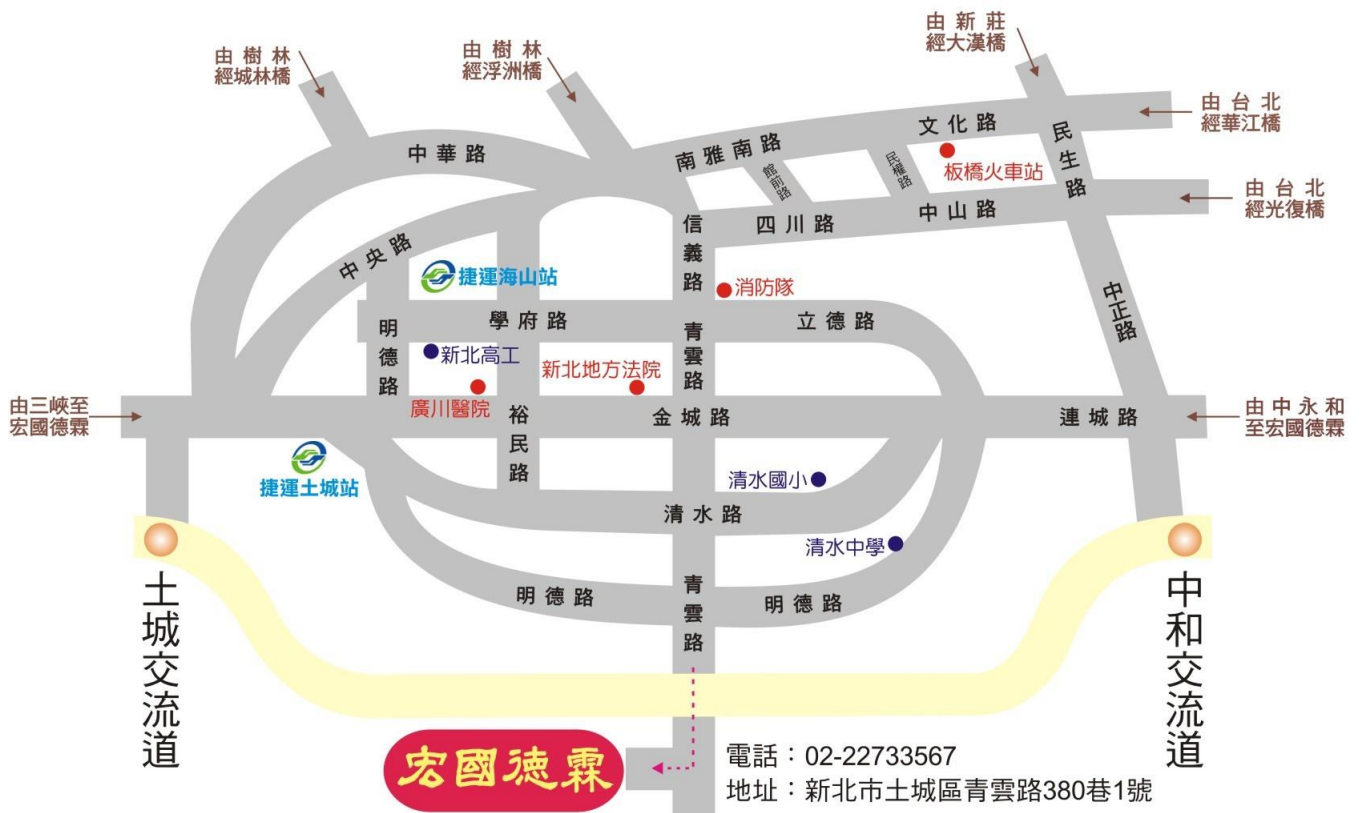 由樹林
經城林橋
由樹林
經浮洲橋
由新莊
經大漢橋
由台北
經華江橋
由台北
經光復橋
中華路
南雅南路
文化路
民生路
館前路
民權路
板橋火車站
信義路
四川路
中山路
中央路
捷運海山站
消防隊
中正路
學府路
立德路
明德路
青雲路
新北高工
新北地方法院
廣川醫院
由三峽至
宏國德霖
裕民路
金城路
連城路
由中永和
至宏國德霖
捷運土城站
清水國小
清水路
清水中學
明德路
青雲路
明德路
土城交流道
中和交流道
宏國德霖
電話：02-22733567
地址：新北市土城區青雲路380巷1號